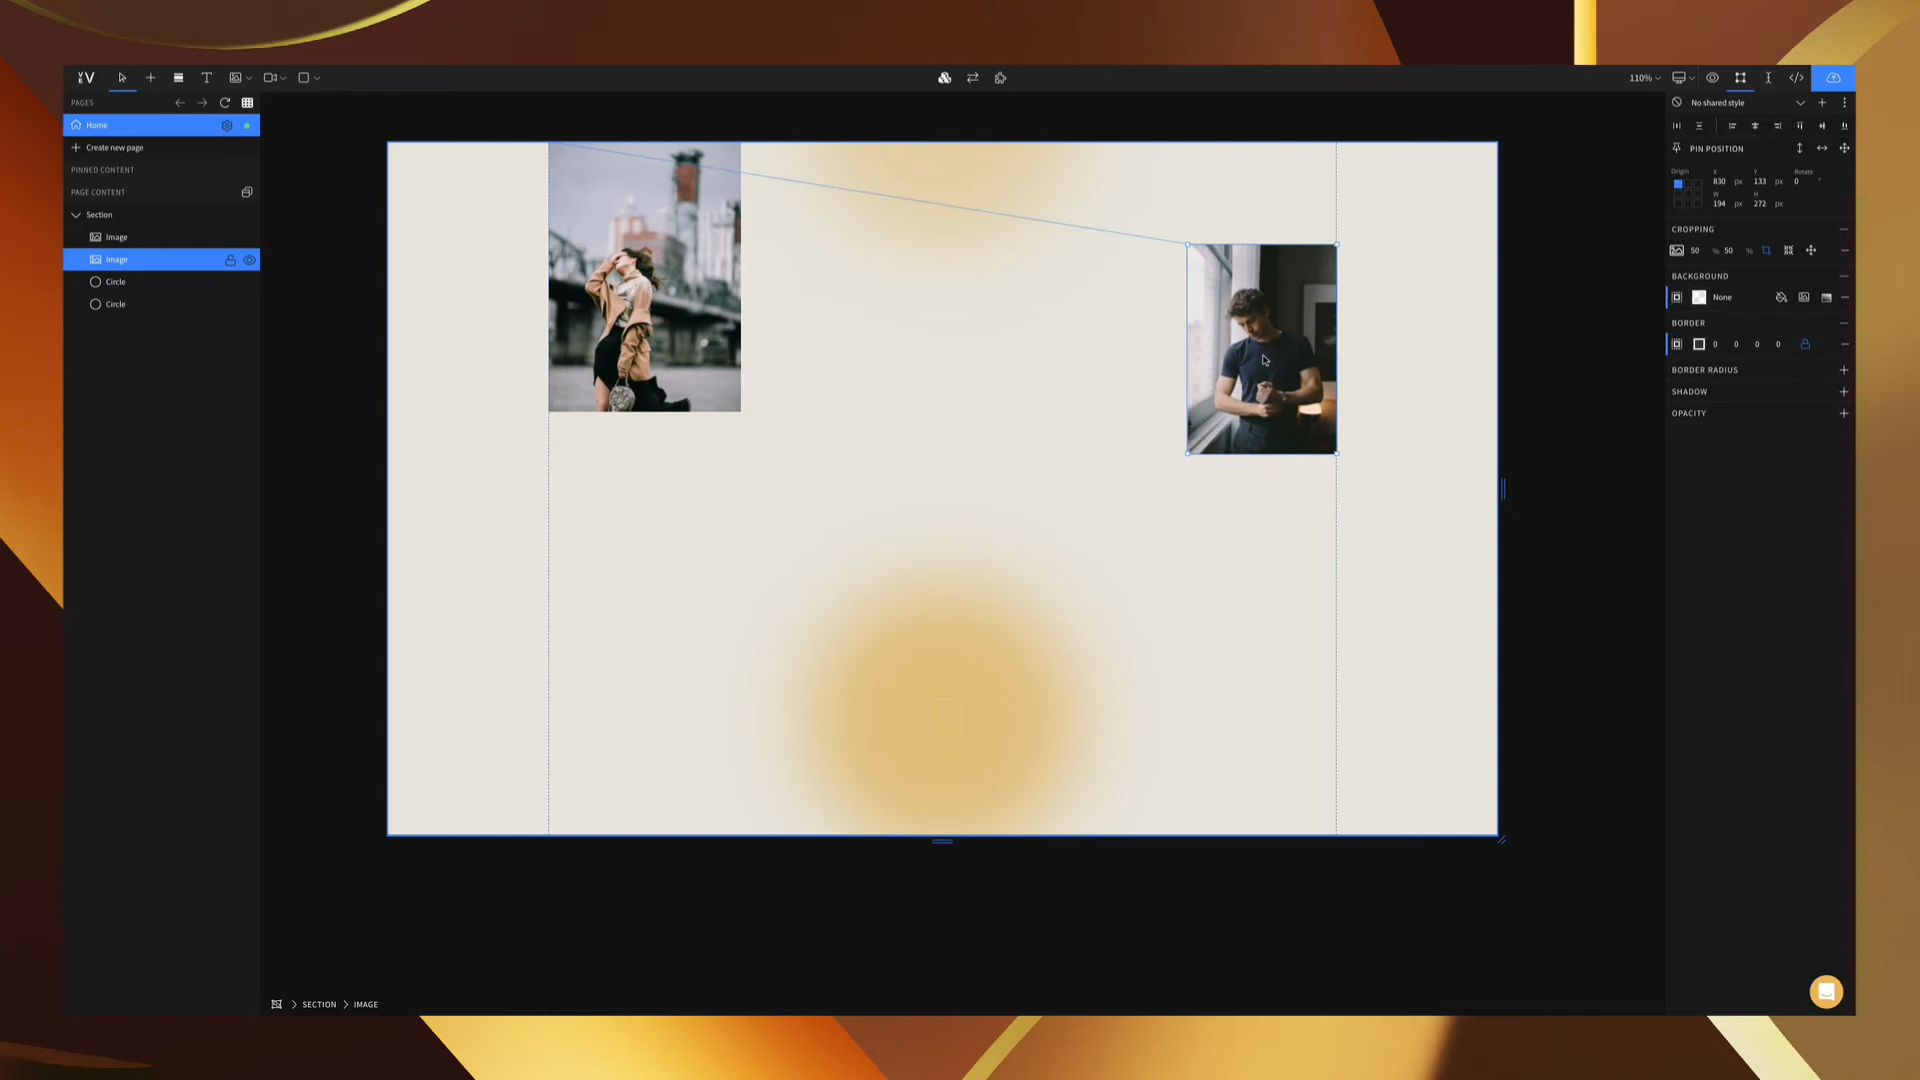 110%
PAGES
Home
Create new page
PINNED CONTENT
PAGE CONTENT
Section
Image
Image
Circle
Circle
SECTION
IMAGE
No shared style
PIN POSITION
Origin X Y Rotate
830 px 133 px 0 °
W H
194 px 272 px
CROPPING
50 % 50 %
BACKGROUND
None
BORDER
0 0 0 0
BORDER RADIUS
SHADOW
OPACITY